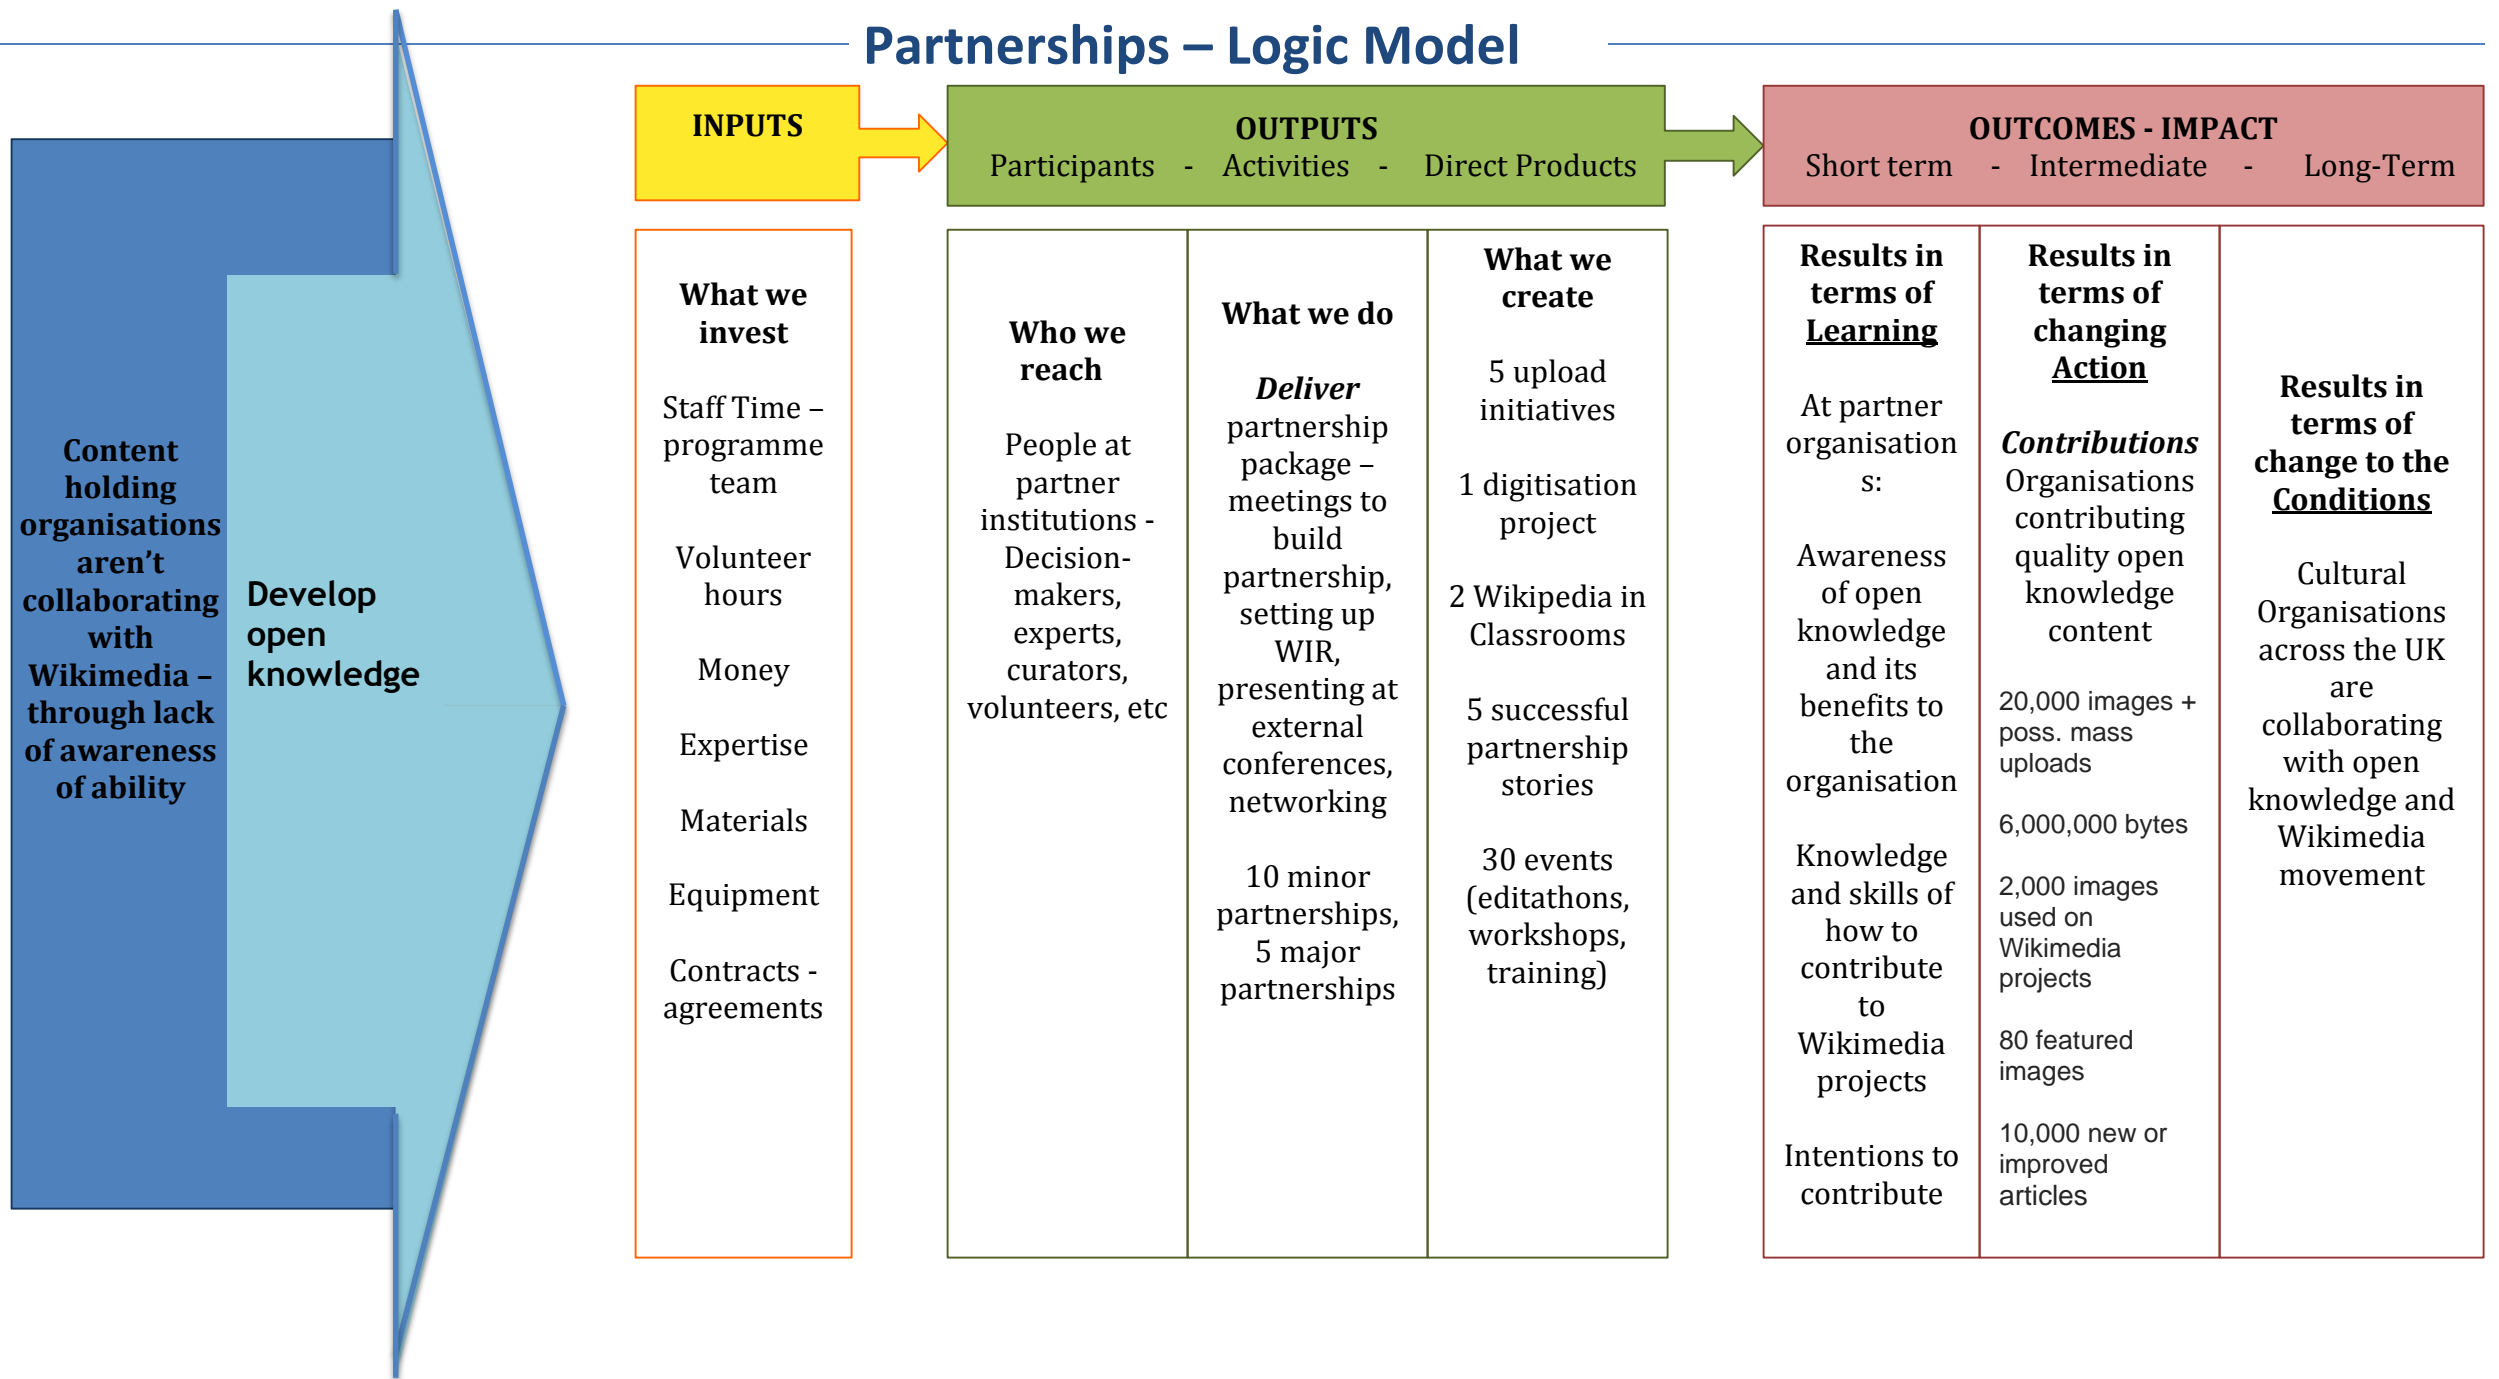 Partnerships – Logic Model
Content
holding
organisations
aren’t
collaborating
with
Wikimedia –
through lack
of awareness
of ability
Develop
open
knowledge
INPUTS
What we
invest
Staff Time –
programme
team
Volunteer
hours
Money
Expertise
Materials
Equipment
Contracts -
agreements
OUTPUTS
Participants - Activities - Direct Products
Who we
reach
People at
partner
institutions -
Decision-
makers,
experts,
curators,
volunteers, etc
What we do
Deliver
partnership
package –
meetings to
build
partnership,
setting up
WIR,
presenting at
external
conferences,
networking
10 minor
partnerships,
5 major
partnerships
What we
create
5 upload
initiatives
1 digitisation
project
2 Wikipedia in
Classrooms
5 successful
partnership
stories
30 events
(editathons,
workshops,
training)
OUTCOMES - IMPACT
Short term - Intermediate - Long-Term
Results in
terms of
Learning
At partner
organisation
s:
Awareness
of open
knowledge
and its
benefits to
the
organisation
Knowledge
and skills of
how to
contribute
to
Wikimedia
projects
Intentions to
contribute
Results in
terms of
changing
Action
Contributions
Organisations
contributing
quality open
knowledge
content
20,000 images +
poss. mass
uploads
6,000,000 bytes
2,000 images
used on
Wikimedia
projects
80 featured
images
10,000 new or
improved
articles
Results in
terms of
change to the
Conditions
Cultural
Organisations
across the UK
are
collaborating
with open
knowledge and
Wikimedia
movement